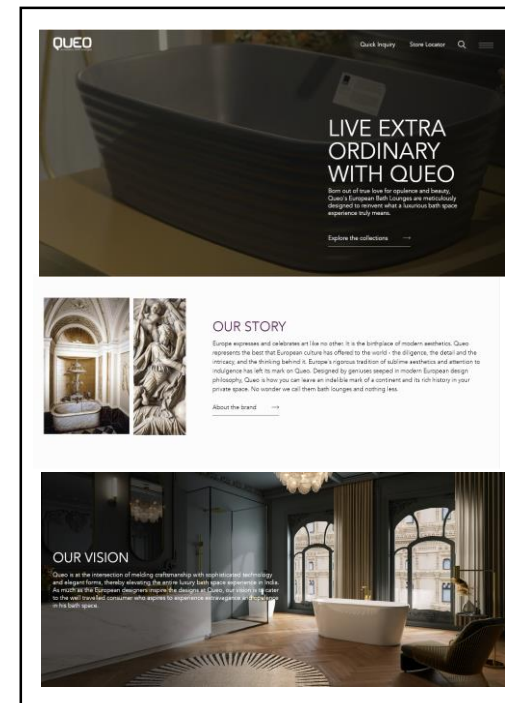 QUEO
Quick Inquiry Store Locator
LIVE EXTRA
ORDINARY
WITH QUEO
Born out of true love for opulence and beauty,
Queo's European Bath Lounges are meticulously
designed to reinvent what a luxurious bath space
experience truly means.
Explore the collections →
OUR STORY
Europe expresses and celebrates art like no other. It is the birthplace of modern aesthetics. Queo
represents the best that European culture has offered to the world - the diligence, the detail and the
intricacy, and the thinking behind it. Europe's rigorous tradition of sublime aesthetics and attention to
indulgence has left its mark on Queo. Designed by geniuses seeped in modern European design
philosophy, Queo is how you can leave an indelible mark of a continent and its rich history in your
private space. No wonder we call them bath lounges and nothing less.
About the brand →
OUR VISION
Queo is at the intersection of melding craftsmanship with sophisticated technology
and elegant forms, thereby elevating the entire luxury bath space experience in India.
As much as the European designers inspire the designs at Queo, our vision is to cater
to the well travelled consumer who aspires to experience extravagance and opulence
in his bath space.